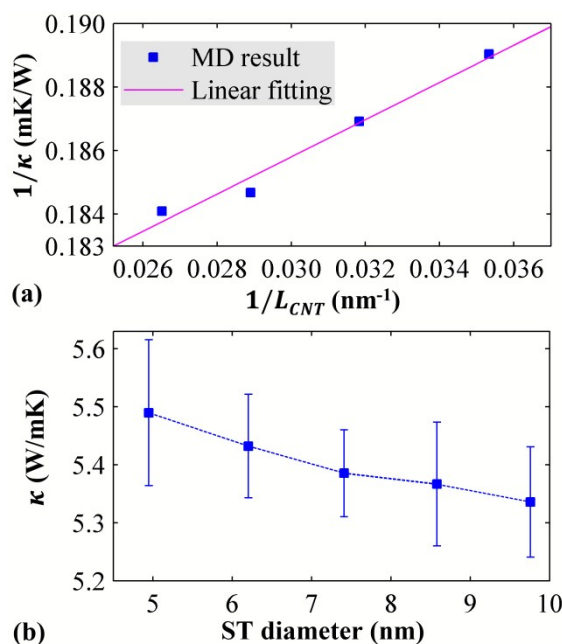 0.190
0.188
0.186
0.184
0.183
1/κ (mK/W)
MD result
Linear fitting
0.026 0.028 0.030 0.032 0.034 0.036
(a) 1/L_CNT (nm⁻¹)
5.6
5.5
5.4
5.3
5.2
κ (W/mK)
5 6 7 8 9 10
(b) ST diameter (nm)